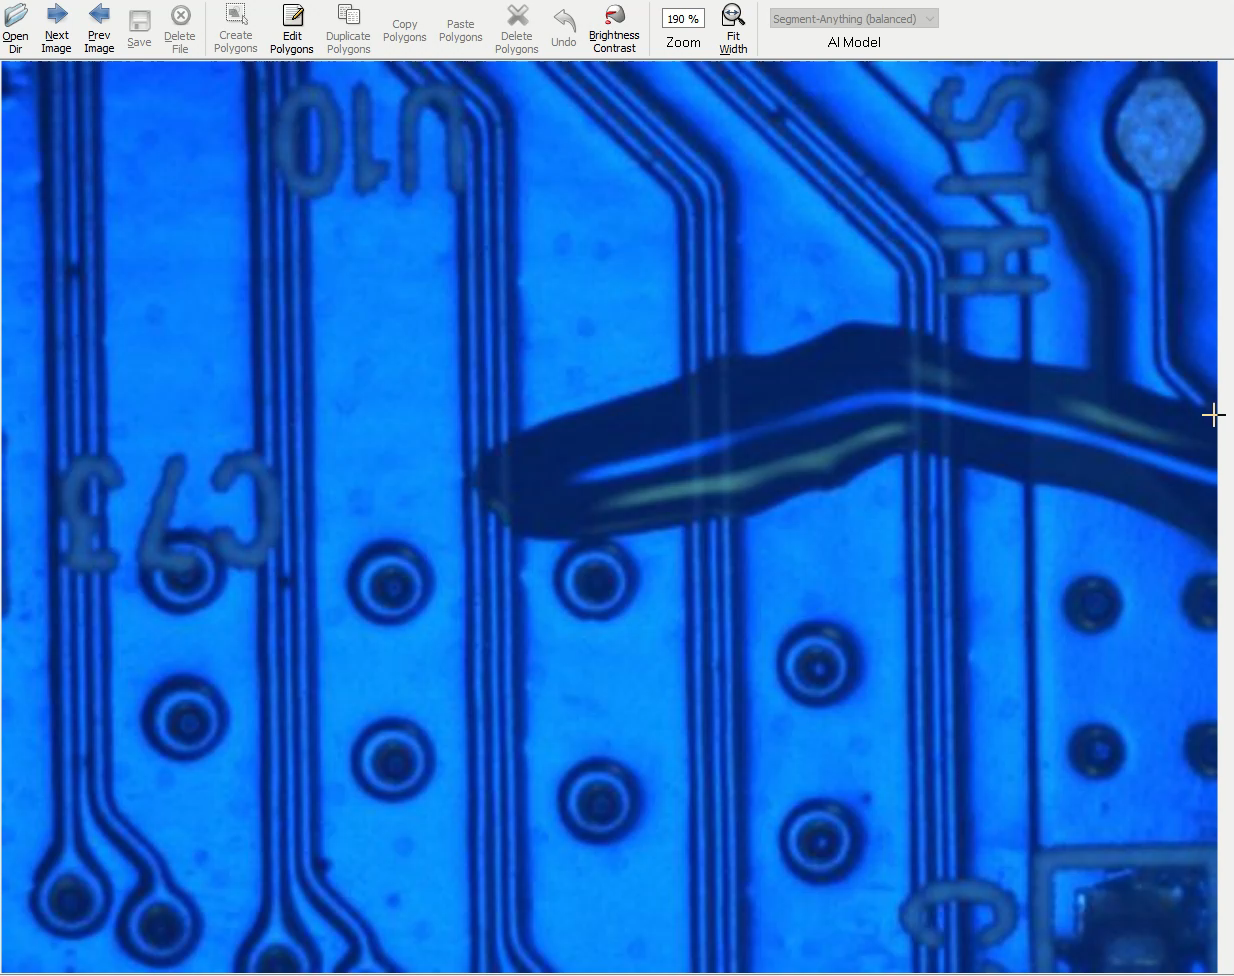 Open Dir
Next Image
Prev Image
Save
Delete File
Create Polygons
Edit Polygons
Duplicate Polygons
Copy Polygons
Paste Polygons
Delete Polygons
Undo
Brightness Contrast
190 %
Zoom
Fit Width
Segment-Anything (balanced)
AI Model
U10
STH
C73
C